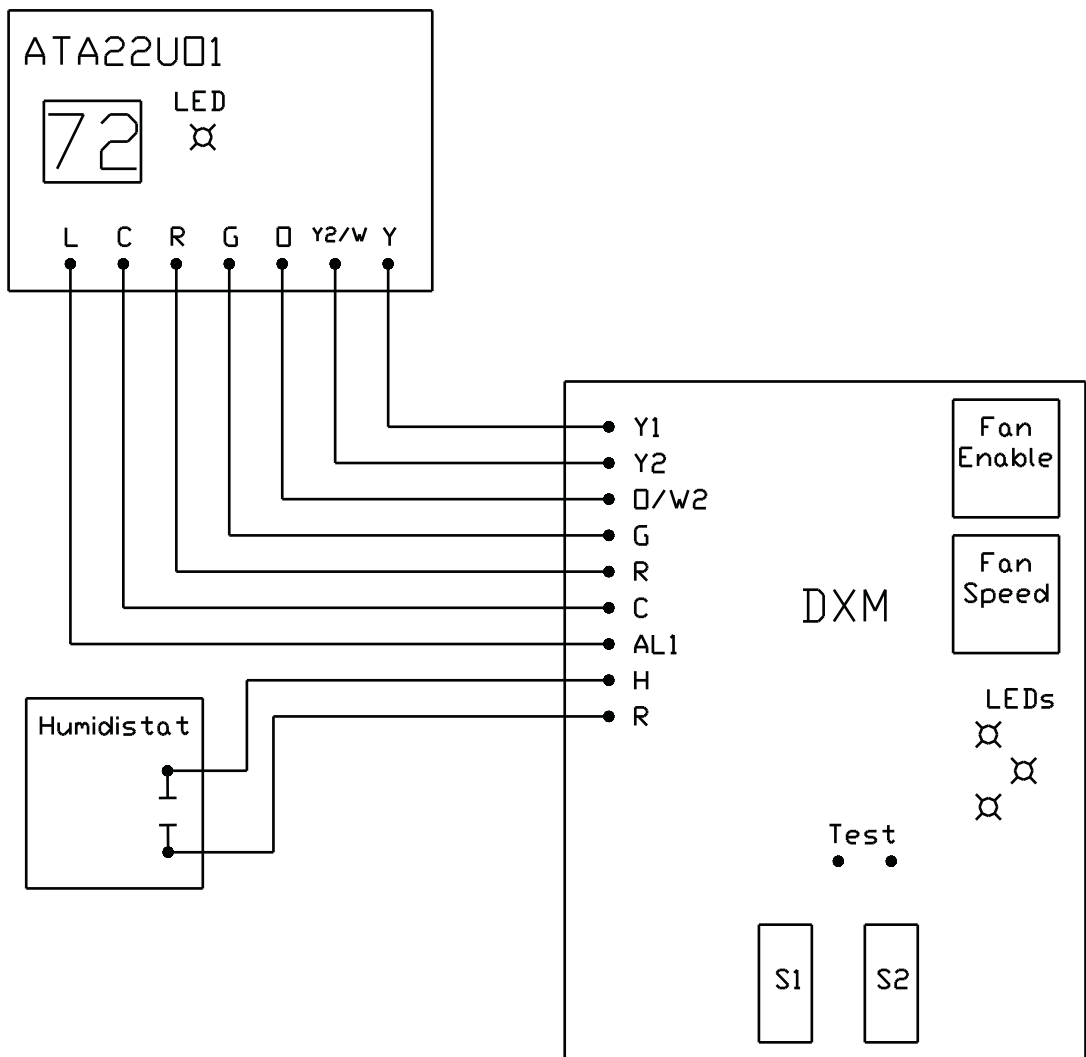 ATA22U01
LED
72
L C R G O Y2/W Y
Y1
Y2
O/W2
G
R
C
AL1
H
R
Fan
Enable
Fan
Speed
DXM
LEDs
Humidistat
Test
S1 S2